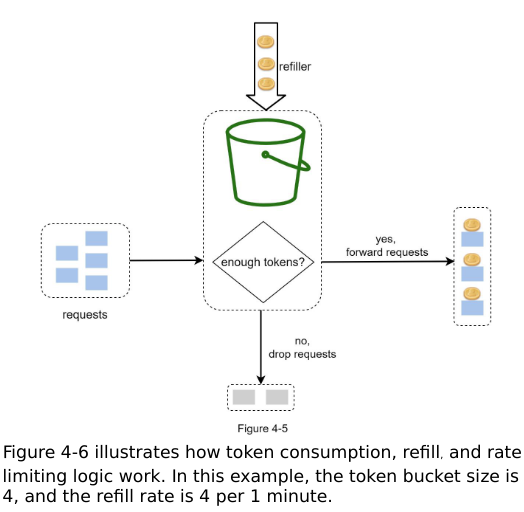 refiller
enough tokens?
yes,
forward requests
requests
no,
drop requests
Figure 4-5
Figure 4-6 illustrates how token consumption, refill, and rate
limiting logic work. In this example, the token bucket size is
4, and the refill rate is 4 per 1 minute.